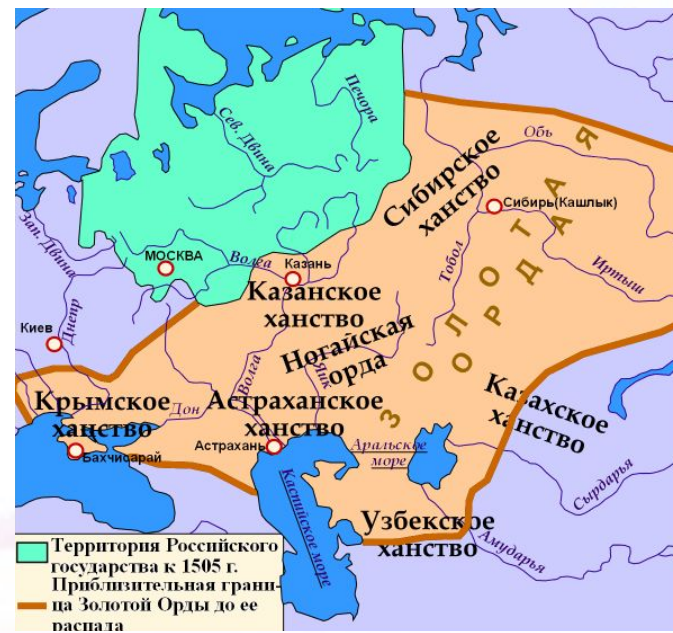 Печора
Сев. Двина
Обь
Сибирское
ханство
Сибирь(Кашлык)
ЗОЛОТАЯ
ОРДА
Зап. Двина
МОСКВА
Волга
Казань
Тобол
Иртыш
Казанское
ханство
Киев
Днепр
Ногайская
орда
Волга
Яик
Крымское
ханство
Дон
Астраханское
ханство
Казахское
ханство
Бахчисарай
Астрахань
Аральское
море
Каспийское море
Сырдарья
Узбекское
ханство
Амударья
Территория Российского
государства к 1505 г.
Приблизительная грани-
ца Золотой Орды до ее
распада